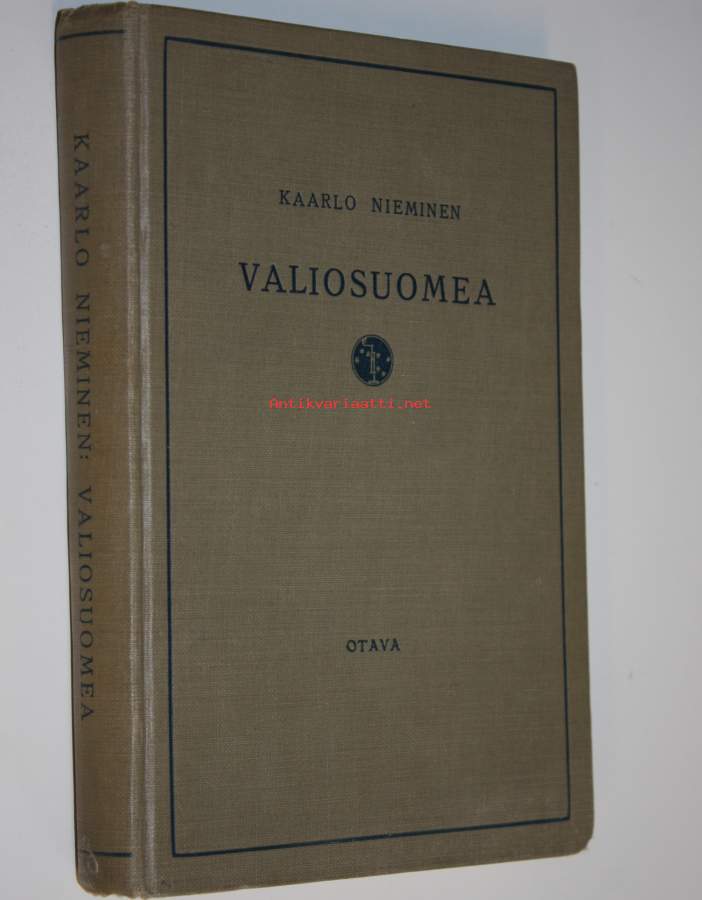 KAARLO NIEMINEN: VALIOSUOMEA
KAARLO NIEMINEN
VALIOSUOMEA
Antikvariaatti.net
OTAVA